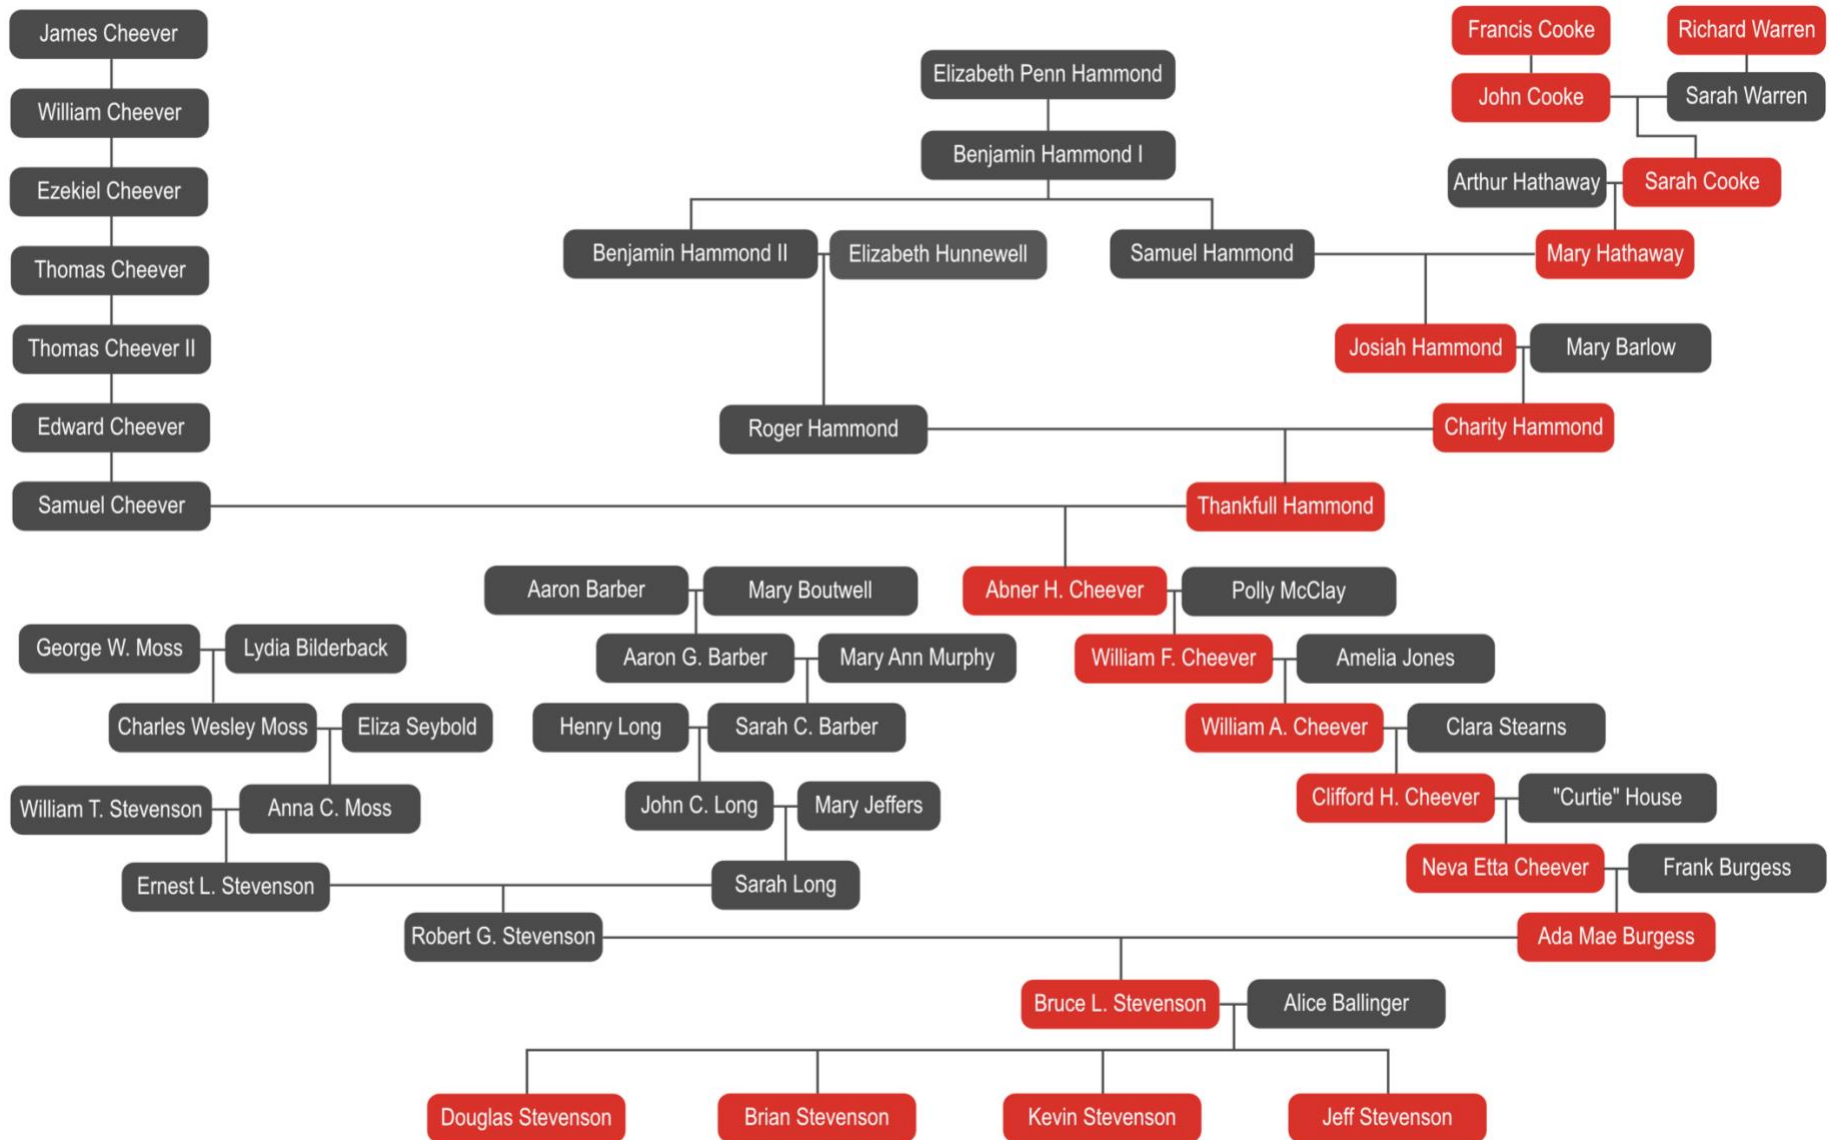 James Cheever
Francis Cooke
Richard Warren
Elizabeth Penn Hammond
William Cheever
John Cooke
Sarah Warren
Benjamin Hammond I
Ezekiel Cheever
Arthur Hathaway
Sarah Cooke
Thomas Cheever
Benjamin Hammond II
Elizabeth Hunnewell
Samuel Hammond
Mary Hathaway
Thomas Cheever II
Josiah Hammond
Mary Barlow
Edward Cheever
Roger Hammond
Charity Hammond
Samuel Cheever
Thankfull Hammond
Aaron Barber
Mary Boutwell
Abner H. Cheever
Polly McClay
George W. Moss
Lydia Bilderback
Aaron G. Barber
Mary Ann Murphy
William F. Cheever
Amelia Jones
Charles Wesley Moss
Eliza Seybold
Henry Long
Sarah C. Barber
William A. Cheever
Clara Stearns
William T. Stevenson
Anna C. Moss
John C. Long
Mary Jeffers
Clifford H. Cheever
"Curtie" House
Ernest L. Stevenson
Sarah Long
Neva Etta Cheever
Frank Burgess
Robert G. Stevenson
Ada Mae Burgess
Bruce L. Stevenson
Alice Ballinger
Douglas Stevenson
Brian Stevenson
Kevin Stevenson
Jeff Stevenson